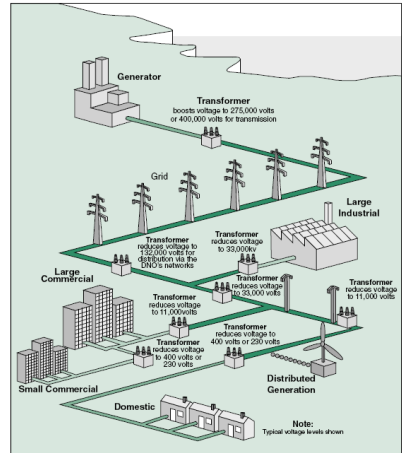 Generator
Transformer
boosts voltage to 275,000 volts
or 400,000 volts for transmission
Grid
Large
Industrial
Transformer
reduces voltage to
132,000 volts for
distribution via the
DNO's networks
Transformer
reduces voltage
to 33,000kv
Large
Commercial
Transformer
reduces voltage
to 33,000 volts
Transformer
reduces voltage
to 11,000 volts
Transformer
reduces voltage
to 11,000volts
Transformer
reduces voltage to
400 volts or 230 volts
Transformer
reduces voltage
to 400 volts or
230 volts
Small Commercial
Distributed
Generation
Domestic
Note:
Typical voltage levels shown